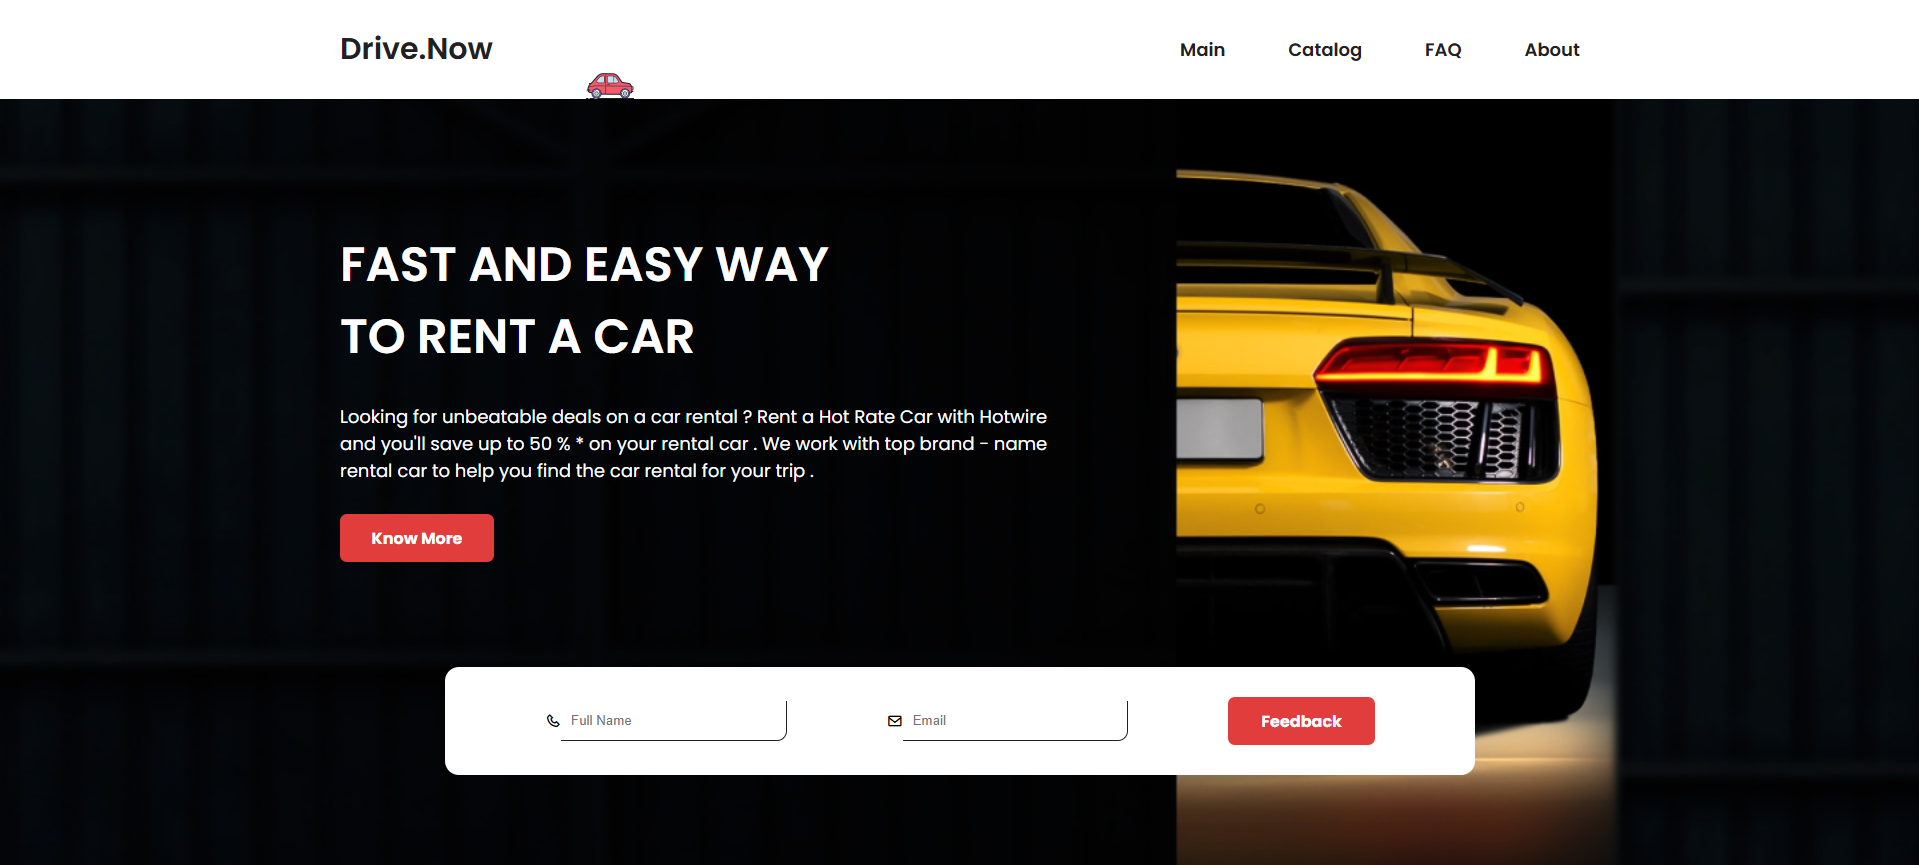 Drive.Now
Main
Catalog
FAQ
About
FAST AND EASY WAY
TO RENT A CAR
Looking for unbeatable deals on a car rental ? Rent a Hot Rate Car with Hotwire
and you'll save up to 50 % * on your rental car . We work with top brand - name
rental car to help you find the car rental for your trip .
Know More
Full Name
Email
Feedback